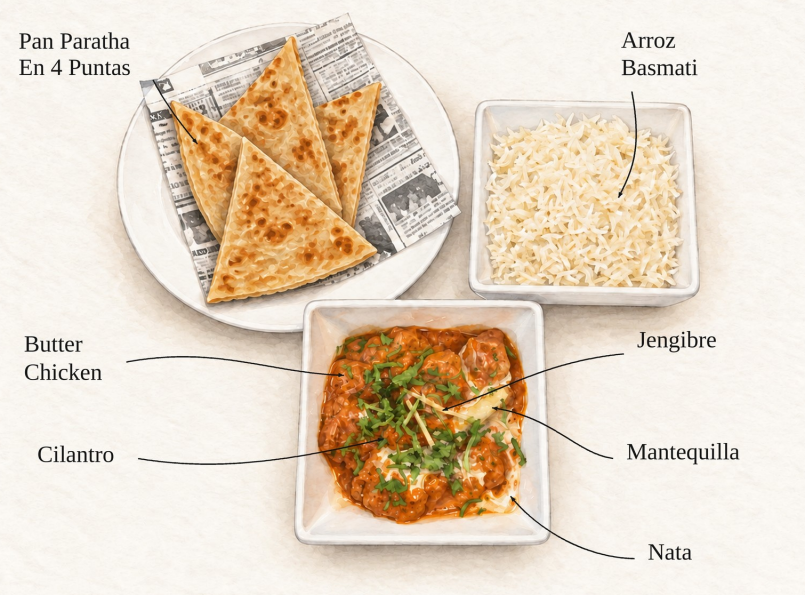 Pan Paratha
En 4 Puntas
Arroz
Basmati
Butter
Chicken
Jengibre
Cilantro
Mantequilla
Nata